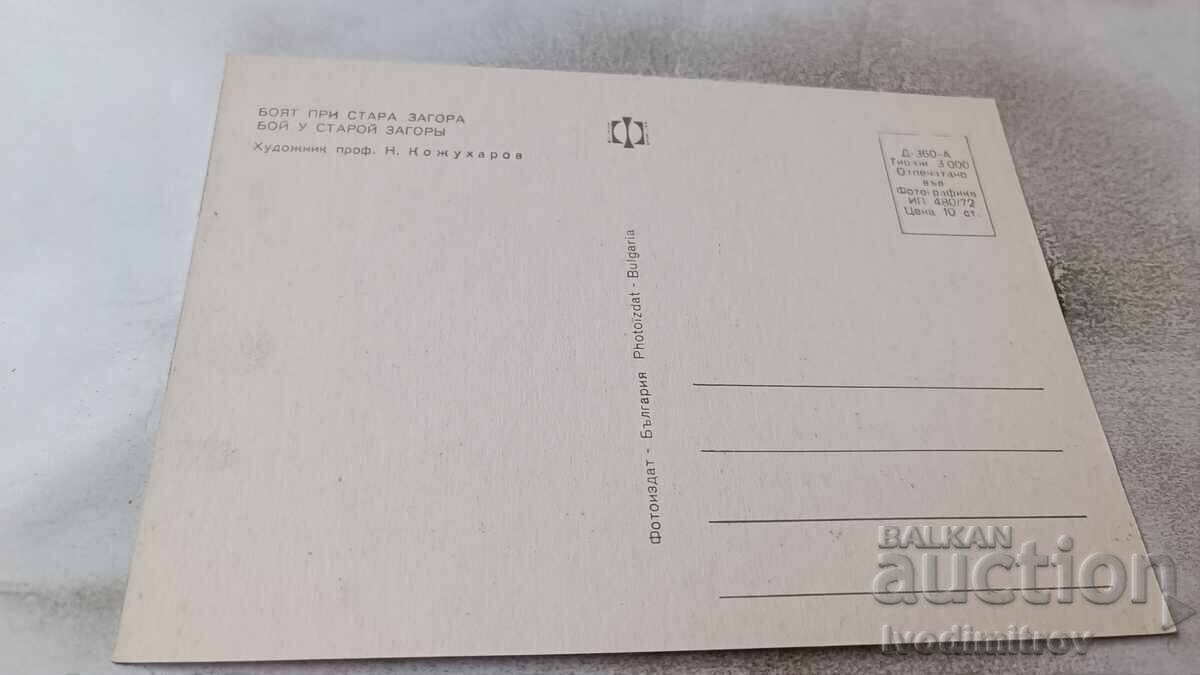 БОЯТ ПРИ СТАРА ЗАГОРА
БОЙ У СТАРОЙ ЗАГОРЫ
Художник проф. Н. Кожухаров
Д-360-А
Тираж 3 000
Отпечатано
във
Фотографика
ИП. 480/72
Цена 10 ст.
Фотоиздат - България Photoizdat - Bulgaria
BALKAN
auction
Ivodimitrov